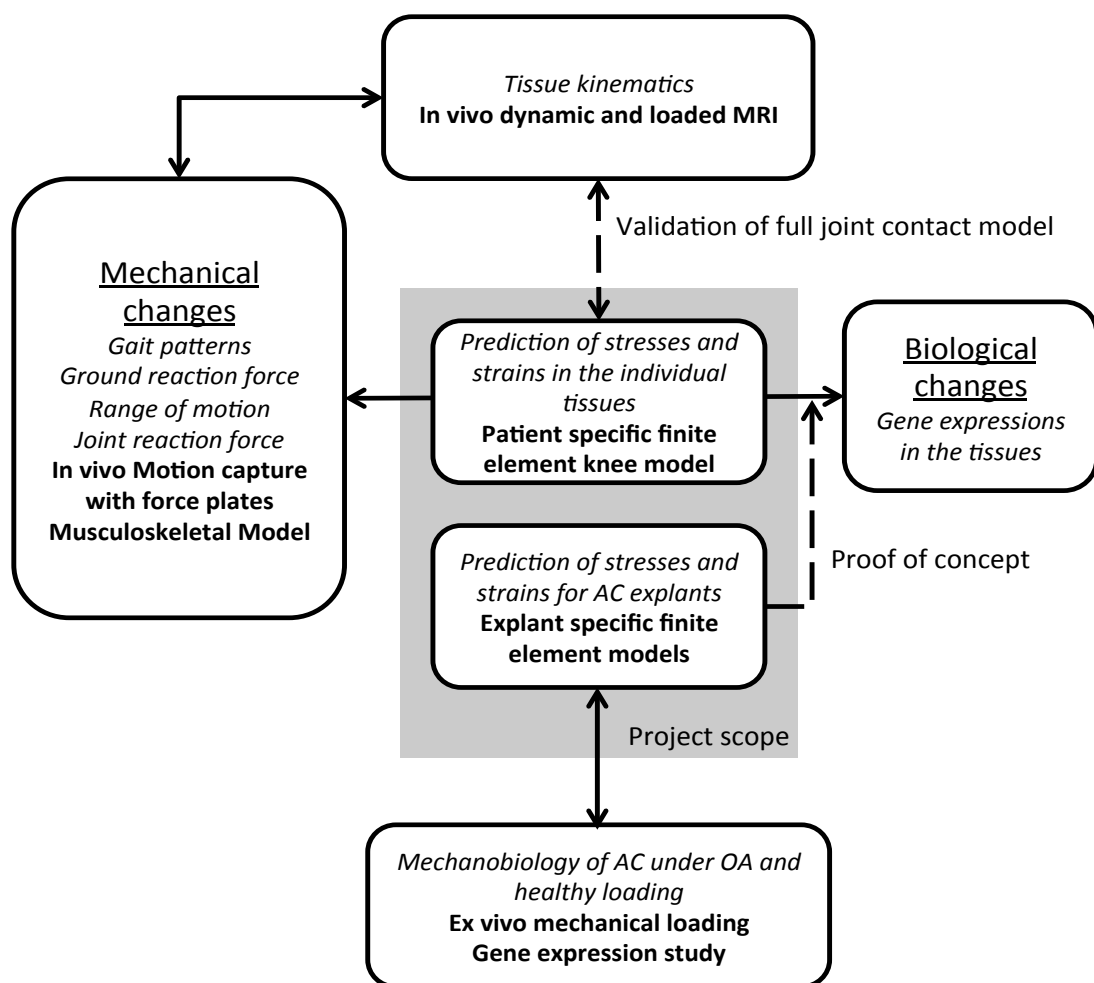 Tissue kinematics
In vivo dynamic and loaded MRI
Validation of full joint contact model
Mechanical
changes
Gait patterns
Ground reaction force
Range of motion
Joint reaction force
In vivo Motion capture
with force plates
Musculoskeletal Model
Prediction of stresses and
strains in the individual
tissues
Patient specific finite
element knee model
Biological
changes
Gene expressions
in the tissues
Prediction of stresses and
strains for AC explants
Explant specific finite
element models
Proof of concept
Project scope
Mechanobiology of AC under OA and
healthy loading
Ex vivo mechanical loading
Gene expression study